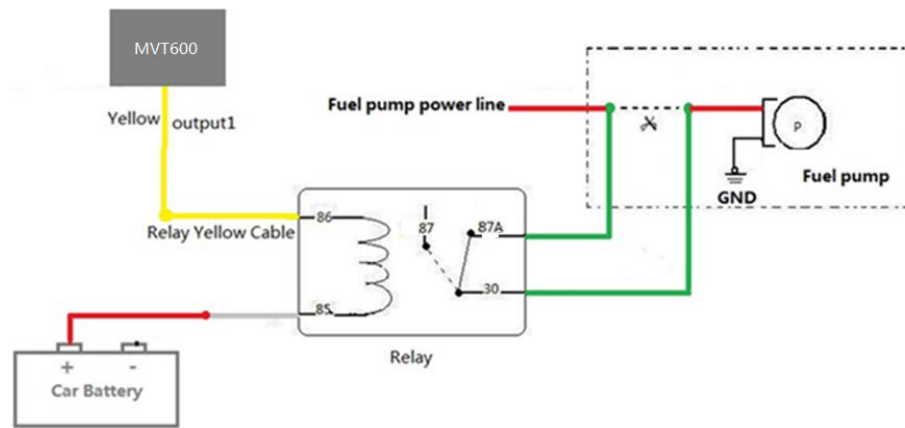 MVT600
Yellow
output1
Fuel pump power line
P
Fuel pump
GND
86
87
87A
Relay Yellow Cable
30
85
Relay
+ -
Car Battery